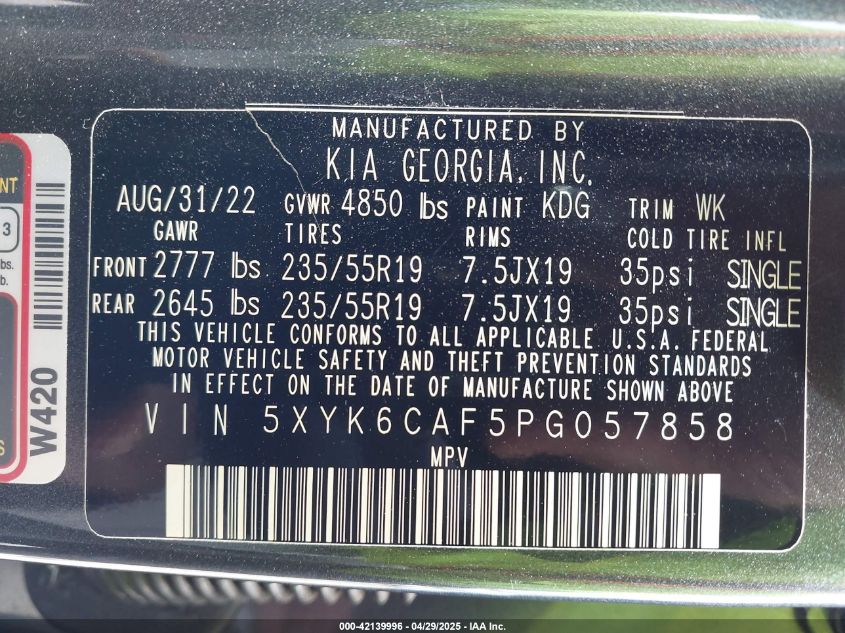 MANUFACTURED BY
KIA GEORGIA, INC.
AUG/31/22 GVWR 4850 lbs PAINT KDG TRIM WK
GAWR TIRES RIMS COLD TIRE INFL
FRONT 2777 lbs 235/55R19 7.5JX19 35psi SINGLE
REAR 2645 lbs 235/55R19 7.5JX19 35psi SINGLE
THIS VEHICLE CONFORMS TO ALL APPLICABLE U.S.A. FEDERAL
MOTOR VEHICLE SAFETY AND THEFT PREVENTION STANDARDS
IN EFFECT ON THE DATE OF MANUFACTURE SHOWN ABOVE
VIN 5XYK6CAF5PG057858
MPV
W420
3
000-42139996 - 04/29/2025 - IAA Inc.